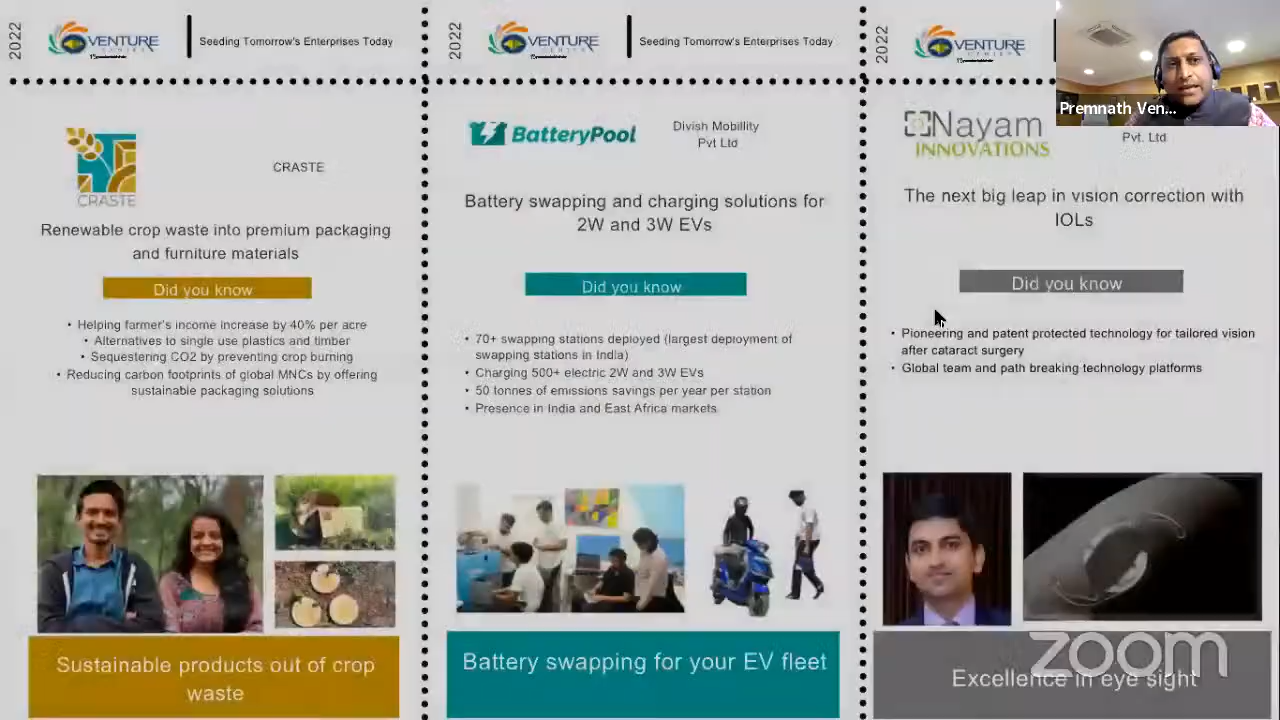 2022
VENTURE
CENTER
Seeding Tomorrow's Enterprises Today
CRASTE
CRASTE
Renewable crop waste into premium packaging
and furniture materials
Did you know
• Helping farmer's income increase by 40% per acre
• Alternatives to single use plastics and timber
• Sequestering CO2 by preventing crop burning
• Reducing carbon footprints of global MNCs by offering
sustainable packaging solutions
Sustainable products out of crop
waste
2022
VENTURE
CENTER
Seeding Tomorrow's Enterprises Today
BatteryPool
Divish Mobility
Pvt Ltd
Battery swapping and charging solutions for
2W and 3W EVs
Did you know
• 70+ swapping stations deployed (largest deployment of
swapping stations in India)
• Charging 500+ electric 2W and 3W EVs
• 50 tonnes of emissions savings per year per station
• Presence in India and East Africa markets
Battery swapping for your EV fleet
2022
VENTURE
CENTER
Premnath Ven...
Nayam
INNOVATIONS
Pvt. Ltd
The next big leap in vision correction with
IOLs
Did you know
• Pioneering and patent protected technology for tailored vision
after cataract surgery
• Global team and path breaking technology platforms
Excellence in eye sight
zoom